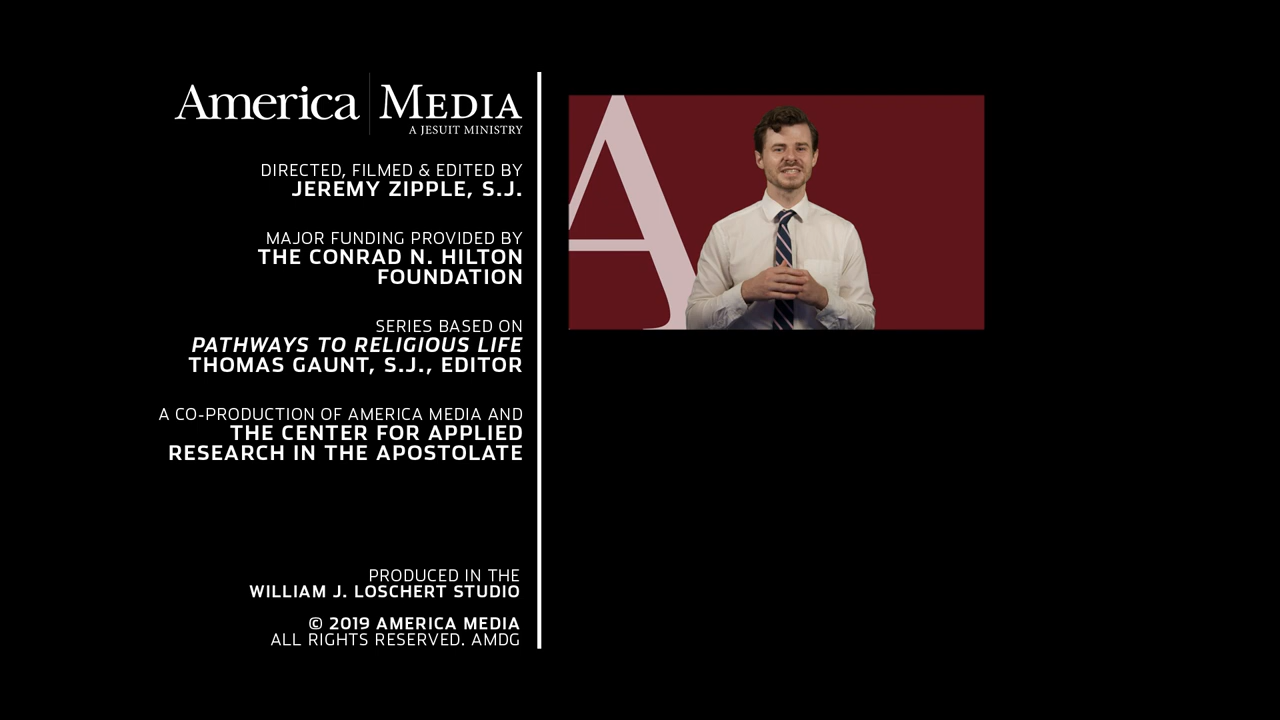 America MEDIA
A JESUIT MINISTRY
DIRECTED, FILMED & EDITED BY
JEREMY ZIPPLE, S.J.
MAJOR FUNDING PROVIDED BY
THE CONRAD N. HILTON
FOUNDATION
SERIES BASED ON
PATHWAYS TO RELIGIOUS LIFE
THOMAS GAUNT, S.J., EDITOR
A CO-PRODUCTION OF AMERICA MEDIA AND
THE CENTER FOR APPLIED
RESEARCH IN THE APOSTOLATE
PRODUCED IN THE
WILLIAM J. LOSCHERT STUDIO
© 2019 AMERICA MEDIA
ALL RIGHTS RESERVED. AMDG
A